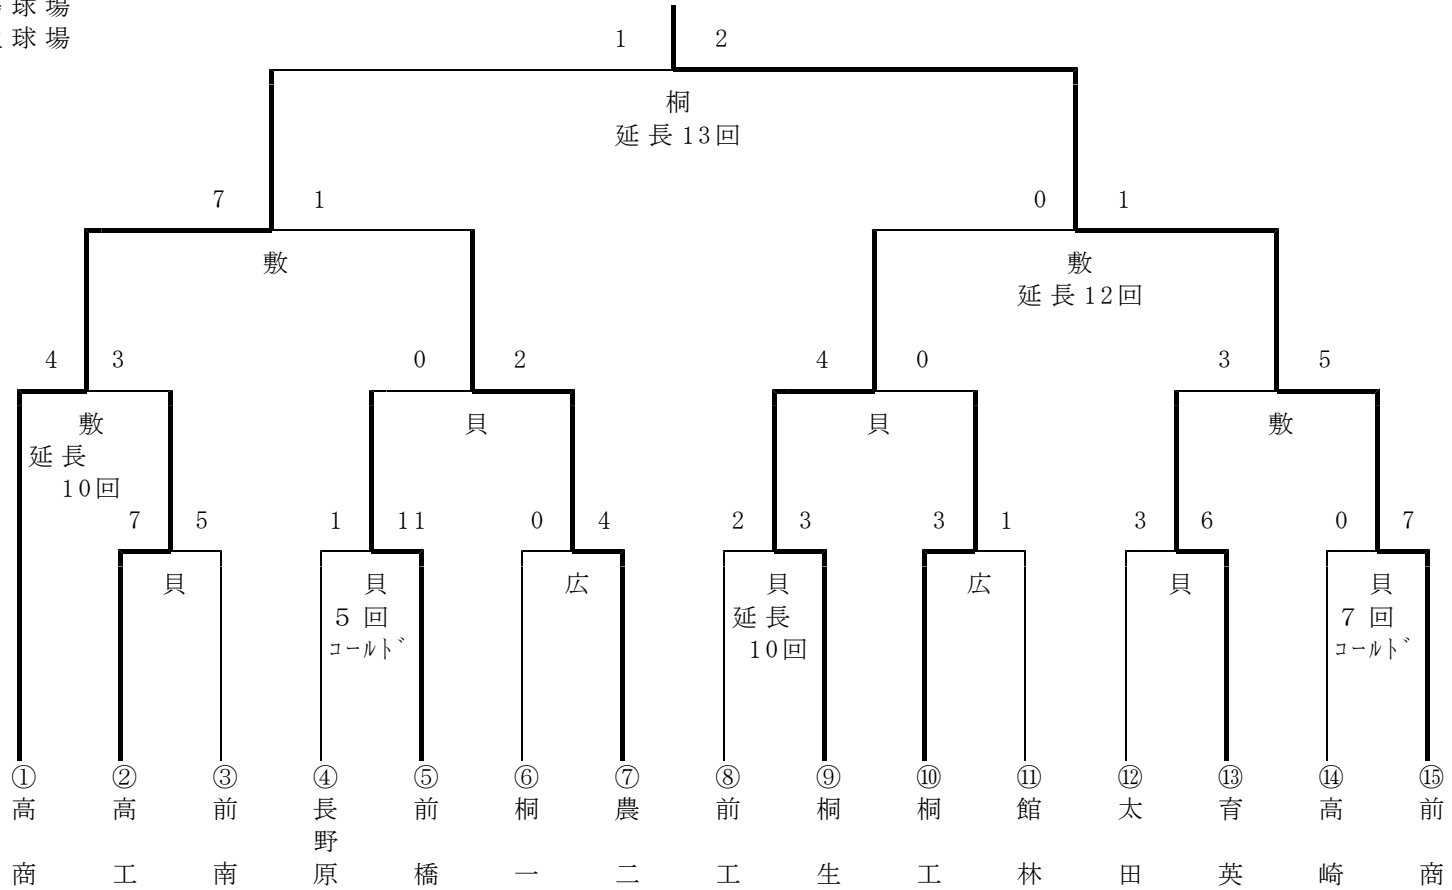 球場
球場
1 2
桐
延長13回
7 1 0 1
敷 敷
延長12回
4 3 0 2 4 0 3 5
敷 貝 貝 敷
延長
10回
7 5 1 11 0 4 2 3 3 1 3 6 0 7
貝 貝 広 貝 広 貝 貝
5回 延長 7回
コールド 10回 コールド
① ② ③ ④ ⑤ ⑥ ⑦ ⑧ ⑨ ⑩ ⑪ ⑫ ⑬ ⑭ ⑮
高商 高工 前南 長野原 前橋 桐一 農二 前工 桐生 桐工 館林 太田 育英 高崎 前商